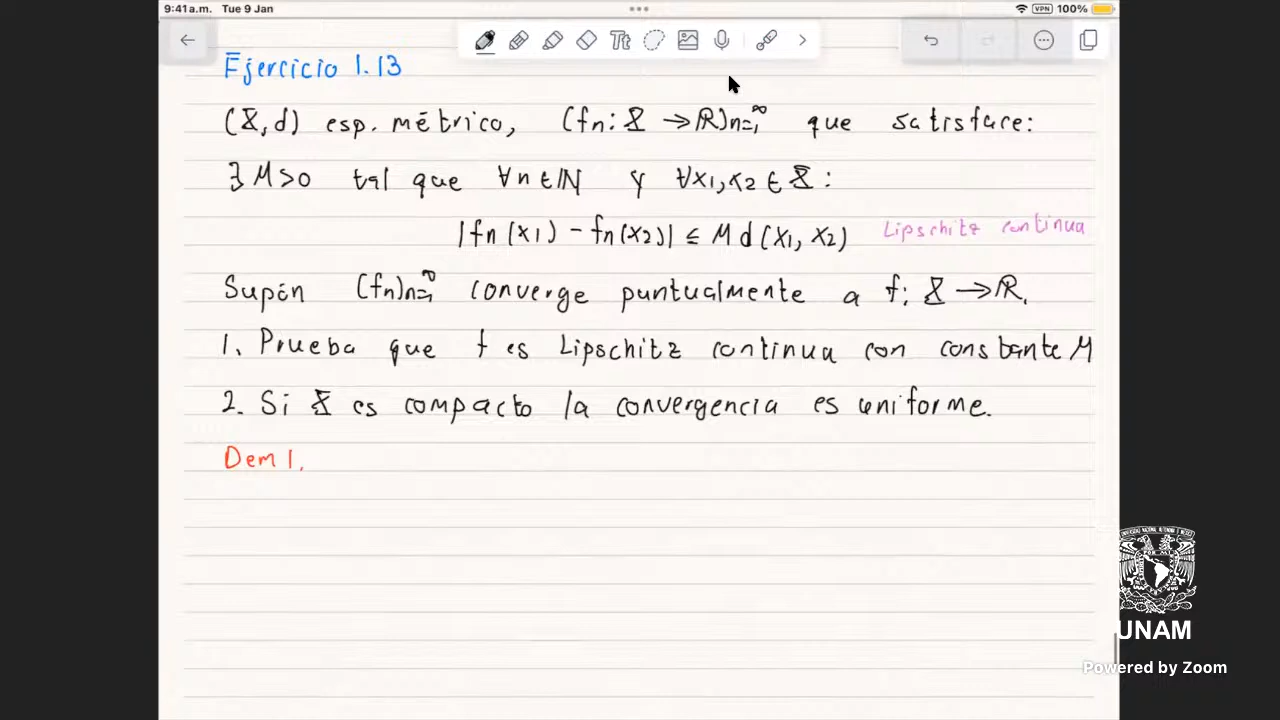 9:41a.m. Tue 9 Jan
VPN 100%
Tt
Ejercicio 1.13
(X,d) esp. métrico, (fn: X → ℝ)n=1^∞ que satisface:
∃ M>0 tal que ∀n∈ℕ y ∀x1,x2 ∈ X:
|fn(x1) - fn(x2)| ≤ M d(x1, x2) Lipschitz continua
Supón (fn)n=1^∞ converge puntualmente a f: X → ℝ.
1. Prueba que f es Lipschitz continua con constante M
2. Si X es compacto la convergencia es uniforme.
Dem 1.
UNAM
Powered by Zoom